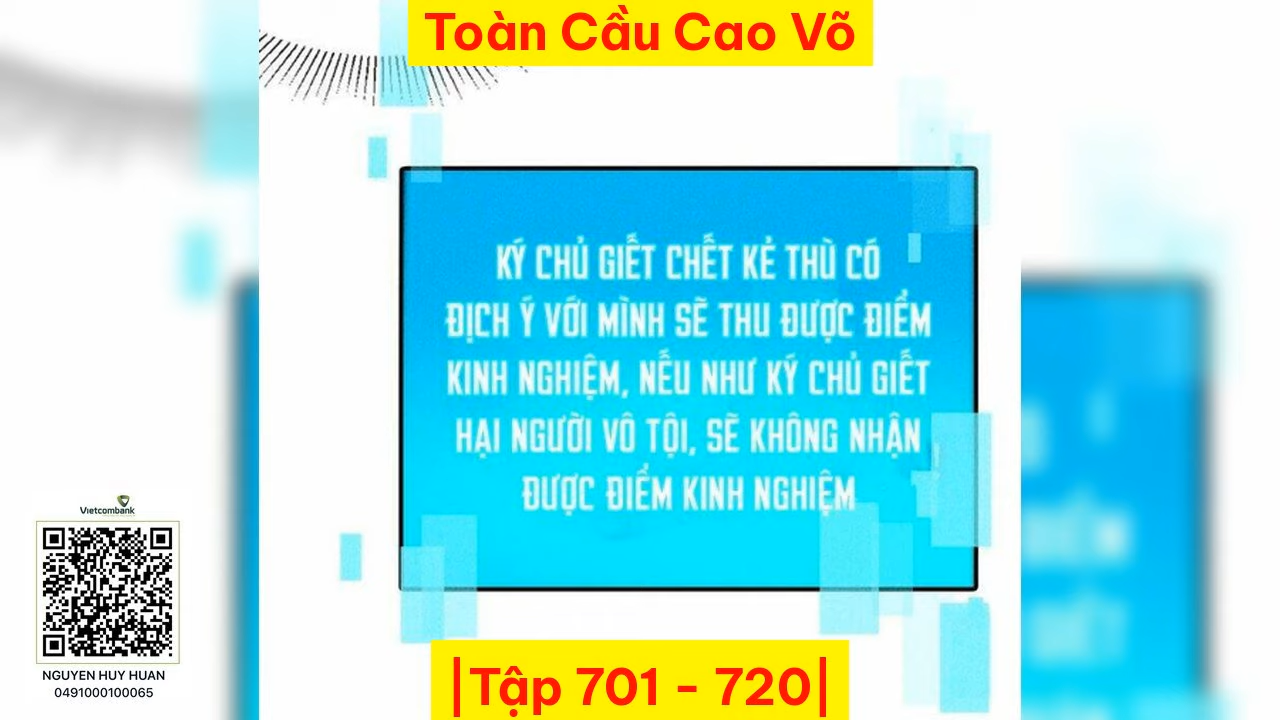 Toàn Cầu Cao Võ
KÝ CHỦ GIẾT CHẾT KẺ THÙ CÓ
ĐỊCH Ý VỚI MÌNH SẼ THU ĐƯỢC ĐIỂM
KINH NGHIỆM, NẾU NHƯ KÝ CHỦ GIẾT
HẠI NGƯỜI VÔ TỘI, SẼ KHÔNG NHẬN
ĐƯỢC ĐIỂM KINH NGHIỆM
Vietcombank
NGUYEN HUY HUAN
0491000100065
|Tập 701 - 720|